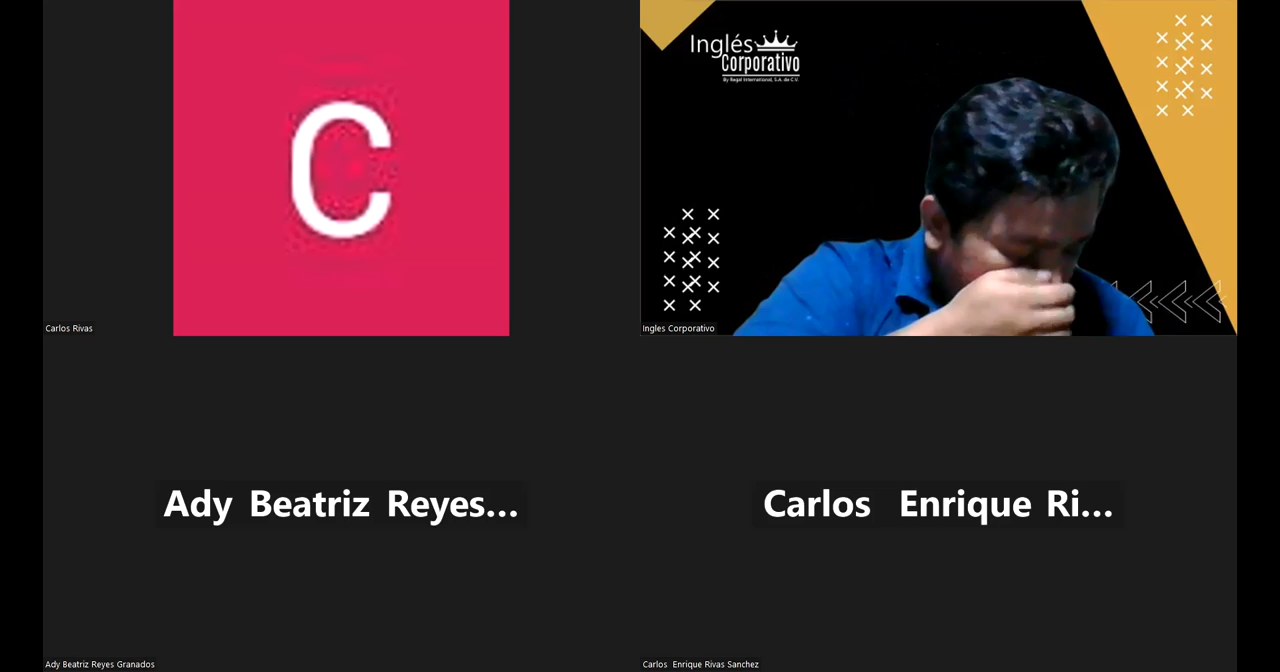 C
Carlos Rivas
Inglés
Corporativo
By Regal International, S.A. de C.V.
Ingles Corporativo
Ady Beatriz Reyes...
Carlos Enrique Ri...
Ady Beatriz Reyes Granados
Carlos Enrique Rivas Sanchez